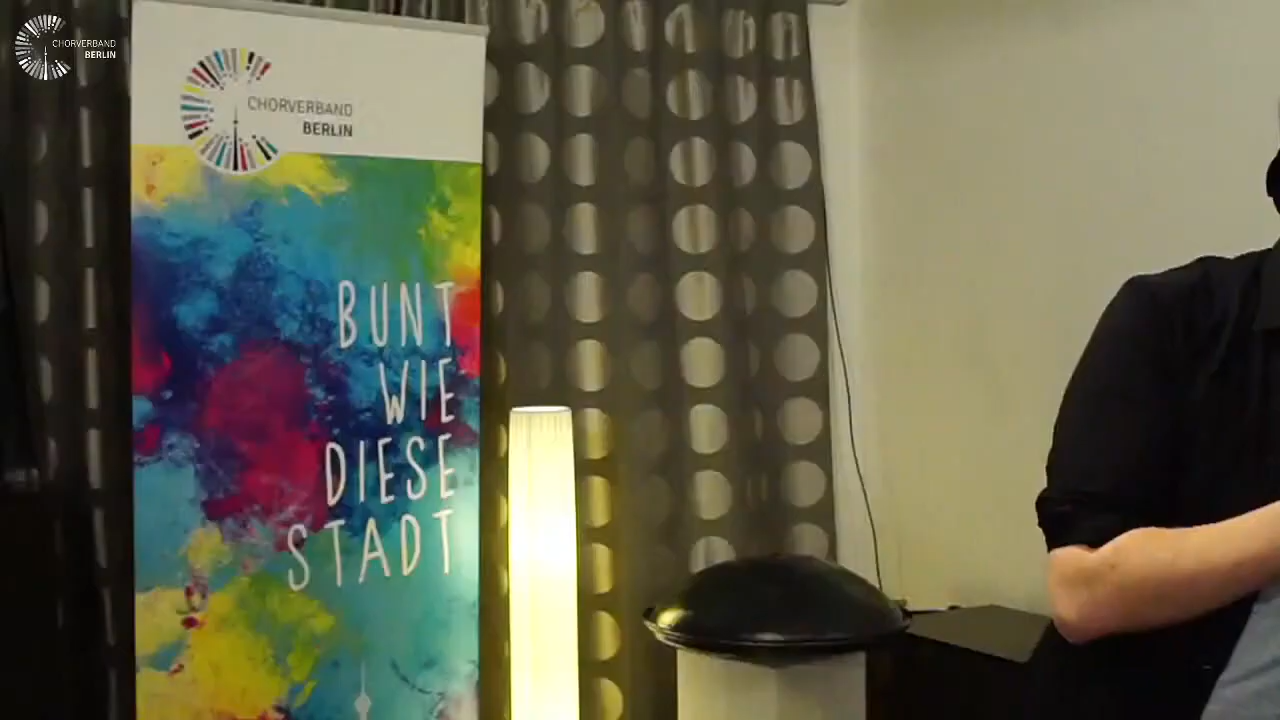 CHORVERBAND
BERLIN
CHORVERBAND
BERLIN
BUNT
WIE
DIESE
STADT